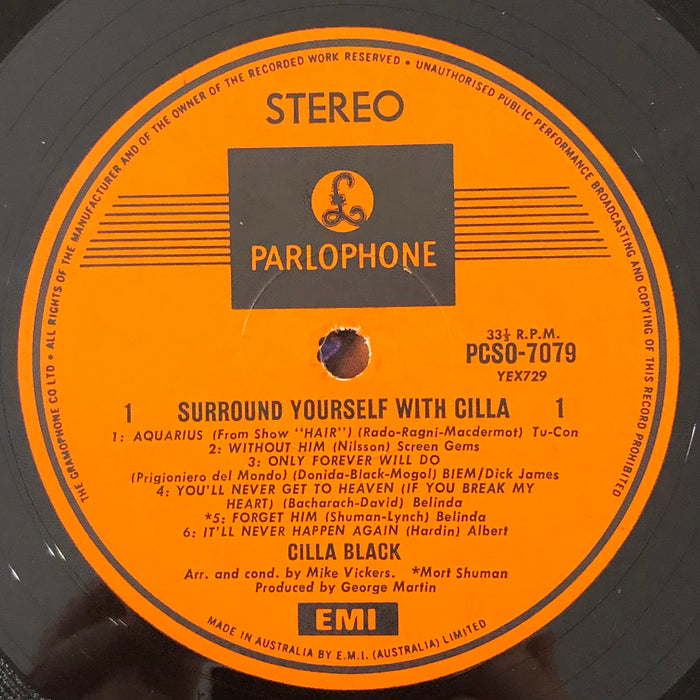 THE GRAMOPHONE CO LTD • ALL RIGHTS OF THE MANUFACTURER AND OF THE OWNER OF THE RECORDED WORK RESERVED • UNAUTHORISED PUBLIC PERFORMANCE BROADCASTING AND COPYING OF THIS RECORD PROHIBITED
STEREO
£
PARLOPHONE
33⅓ R.P.M.
PCSO-7079
YEX729
1 SURROUND YOURSELF WITH CILLA 1
1: AQUARIUS (From Show "HAIR") (Rado-Ragni-Macdermot) Tu-Con
2: WITHOUT HIM (Nilsson) Screen Gems
3: ONLY FOREVER WILL DO
(Prigioniero del Mondo) (Donida-Black-Mogol) BIEM/Dick James
4: YOU'LL NEVER GET TO HEAVEN (IF YOU BREAK MY
HEART) (Bacharach-David) Belinda
*5: FORGET HIM (Shuman-Lynch) Belinda
6: IT'LL NEVER HAPPEN AGAIN (Hardin) Albert
CILLA BLACK
Arr. and cond. by Mike Vickers. *Mort Shuman
Produced by George Martin
EMI
MADE IN AUSTRALIA BY E.M.I. (AUSTRALIA) LIMITED